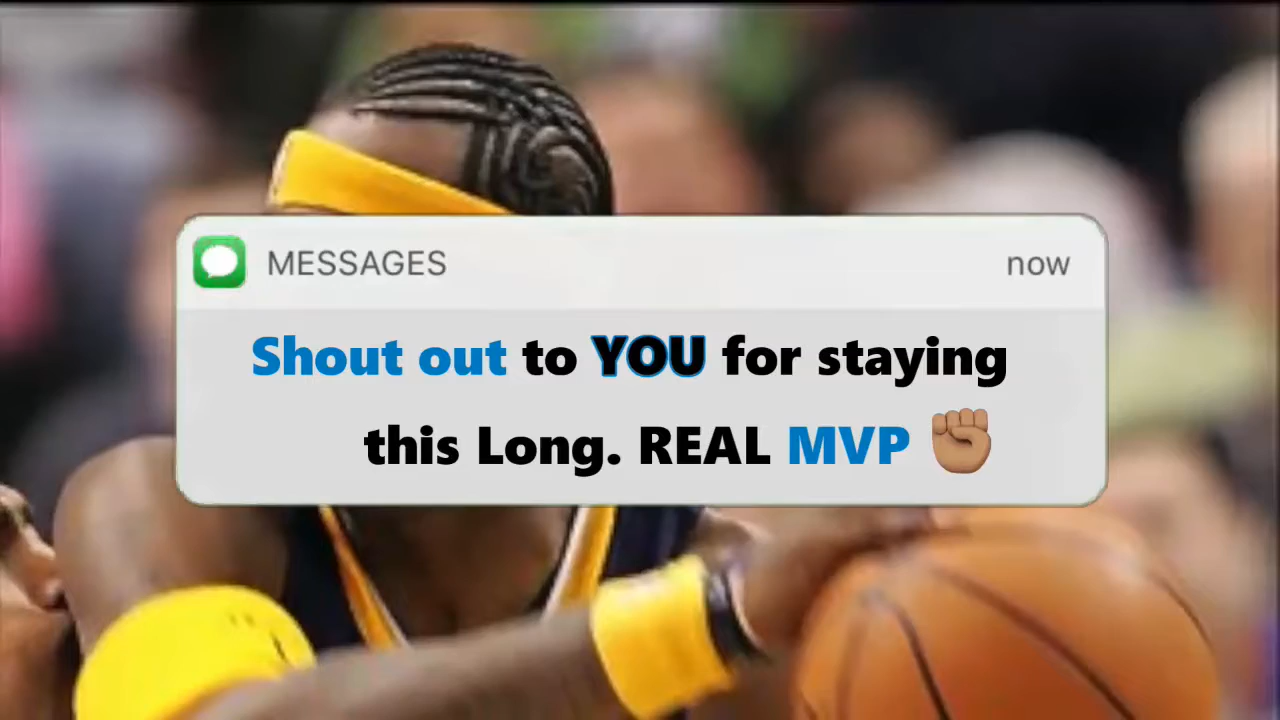 MESSAGES now
Shout out to YOU for staying
this Long. REAL MVP ✊🏽